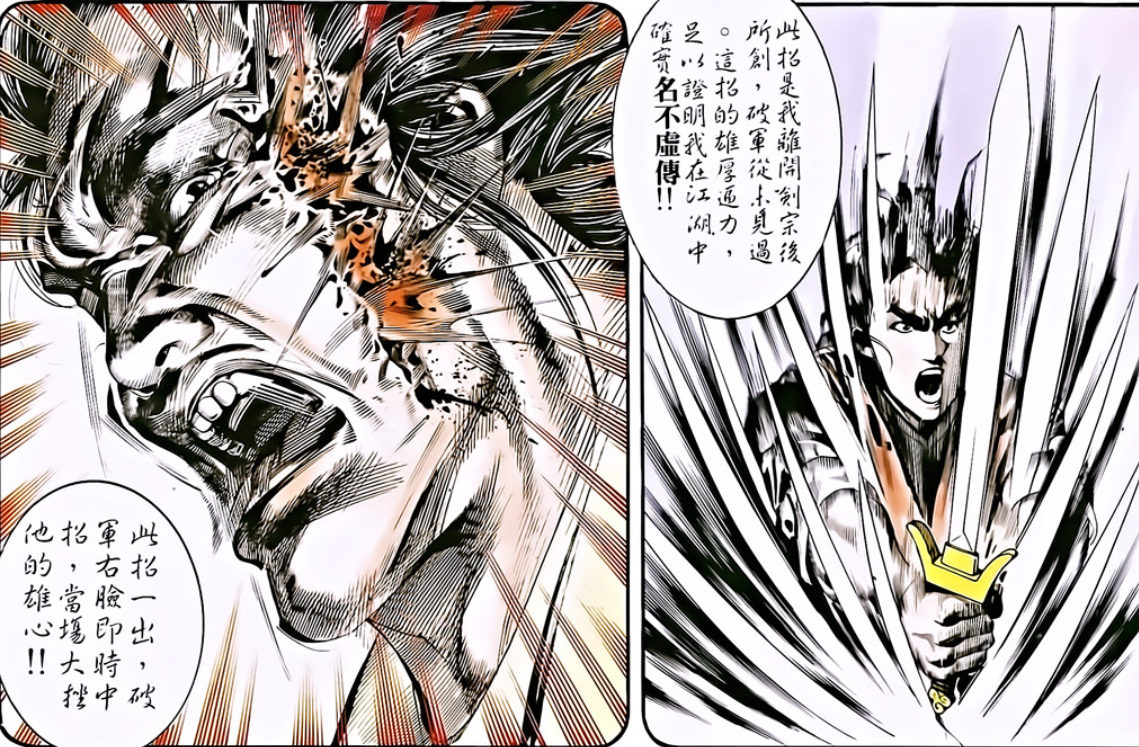 此招是我離開劍宗後
所創，破軍從未見過
。這招的雄厚逼力，
足以證明我在江湖中
確實名不虛傳!!
此招一出，破
軍右臉即時中
招，當場大挫
他的雄心!!